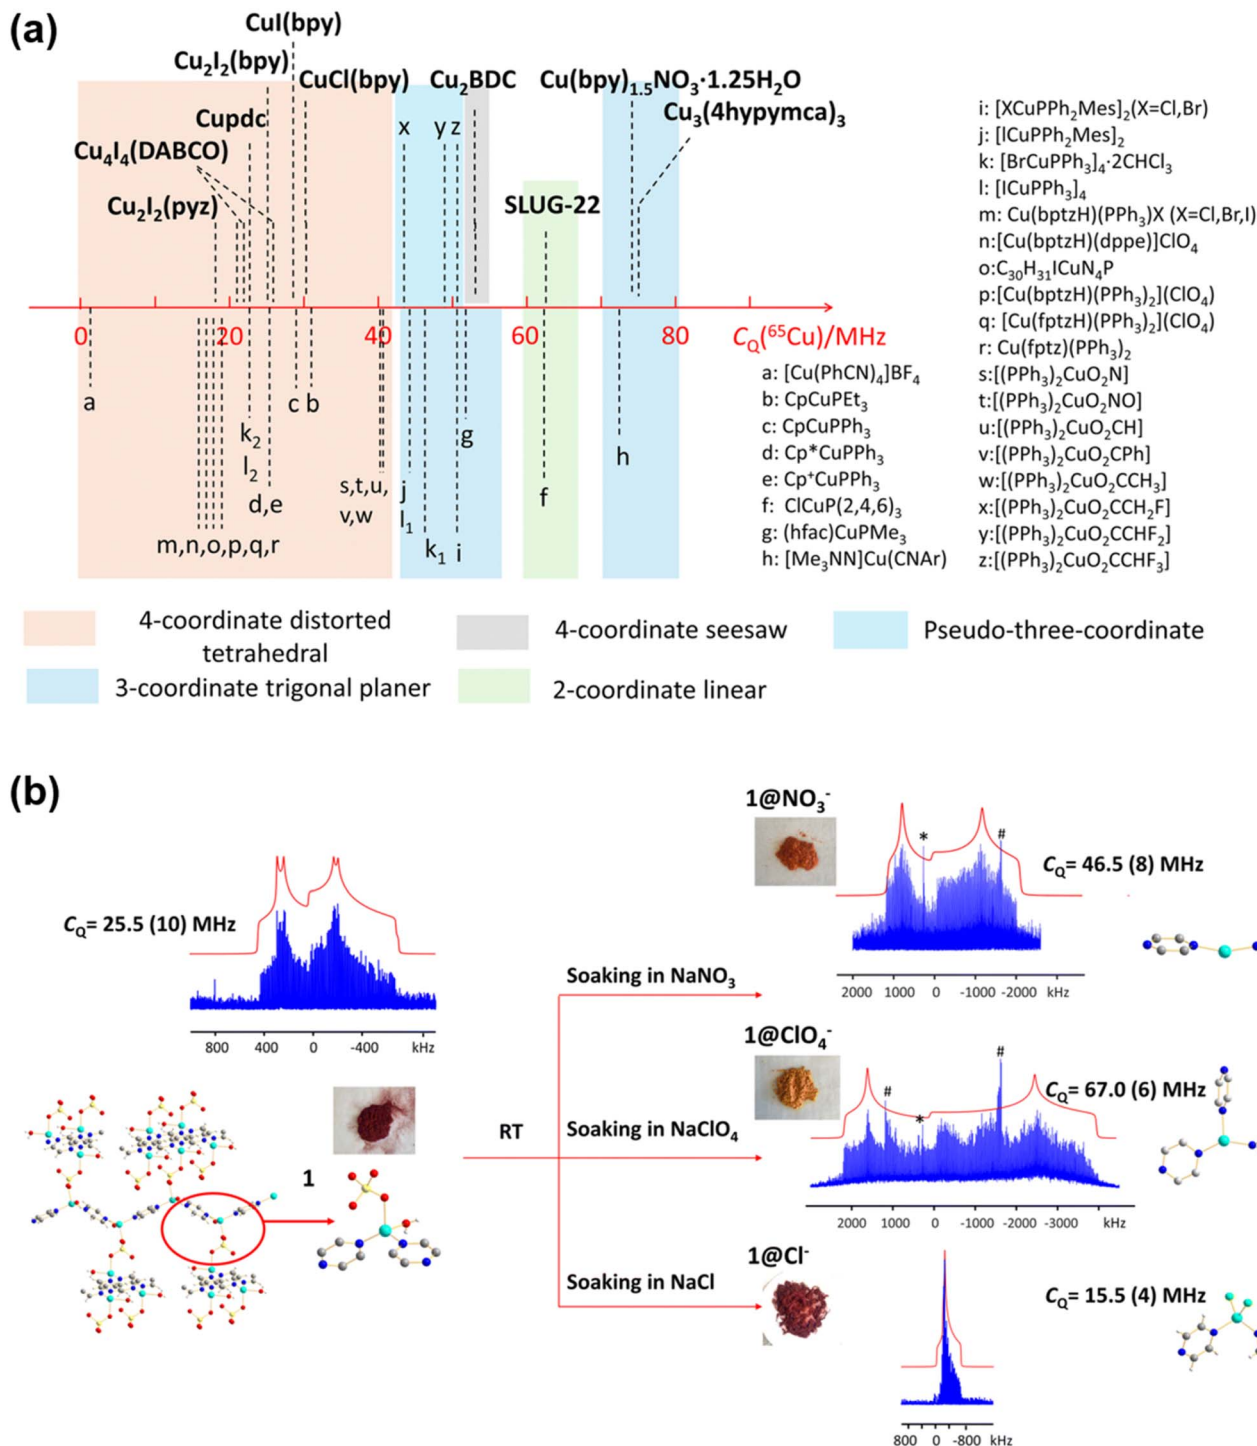 (a)
CuI(bpy)
Cu₂I₂(bpy)
CuCl(bpy)
Cu₂BDC
Cu(bpy)₁.₅NO₃·1.25H₂O
Cu₃(4hypymca)₃
Cupdc
Cu₄I₄(DABCO)
Cu₂I₂(pyz)
x
y
z
SLUG-22
0
20
40
60
80
C_Q(⁶⁵Cu)/MHz
a
c
b
k₂
l₂
d,e
m,n,o,p,q,r
s,t,u,
v,w
j
l₁
k₁
i
g
f
h
a: [Cu(PhCN)₄]BF₄
b: CpCuPEt₃
c: CpCuPPh₃
d: Cp*CuPPh₃
e: Cp⁺CuPPh₃
f: ClCuP(2,4,6)₃
g: (hfac)CuPMe₃
h: [Me₃NN]Cu(CNAr)
i: [XCuPPh₂Mes]₂(X=Cl,Br)
j: [ICuPPh₂Mes]₂
k: [BrCuPPh₃]₄·2CHCl₃
l: [ICuPPh₃]₄
m: Cu(bptzH)(PPh₃)X (X=Cl,Br,I)
n:[Cu(bptzH)(dppe)]ClO₄
o:C₃₀H₃₁ICuN₄P
p:[Cu(bptzH)(PPh₃)₂](ClO₄)
q: [Cu(fptzH)(PPh₃)₂](ClO₄)
r: Cu(fptz)(PPh₃)₂
s:[(PPh₃)₂CuO₂N]
t:[(PPh₃)₂CuO₂NO]
u:[(PPh₃)₂CuO₂CH]
v:[(PPh₃)₂CuO₂CPh]
w:[(PPh₃)₂CuO₂CCH₃]
x:[(PPh₃)₂CuO₂CCH₂F]
y:[(PPh₃)₂CuO₂CCHF₂]
z:[(PPh₃)₂CuO₂CCHF₃]
4-coordinate distorted
tetrahedral
4-coordinate seesaw
Pseudo-three-coordinate
3-coordinate trigonal planer
2-coordinate linear
(b)
C_Q= 25.5 (10) MHz
800 400 0 -400 kHz
1
RT
Soaking in NaNO₃
1@NO₃⁻
*
#
C_Q= 46.5 (8) MHz
2000 1000 0 -1000 -2000 kHz
Soaking in NaClO₄
1@ClO₄⁻
#
*
#
C_Q= 67.0 (6) MHz
2000 1000 0 -1000 -2000 -3000 kHz
Soaking in NaCl
1@Cl⁻
C_Q= 15.5 (4) MHz
800 0 -800 kHz